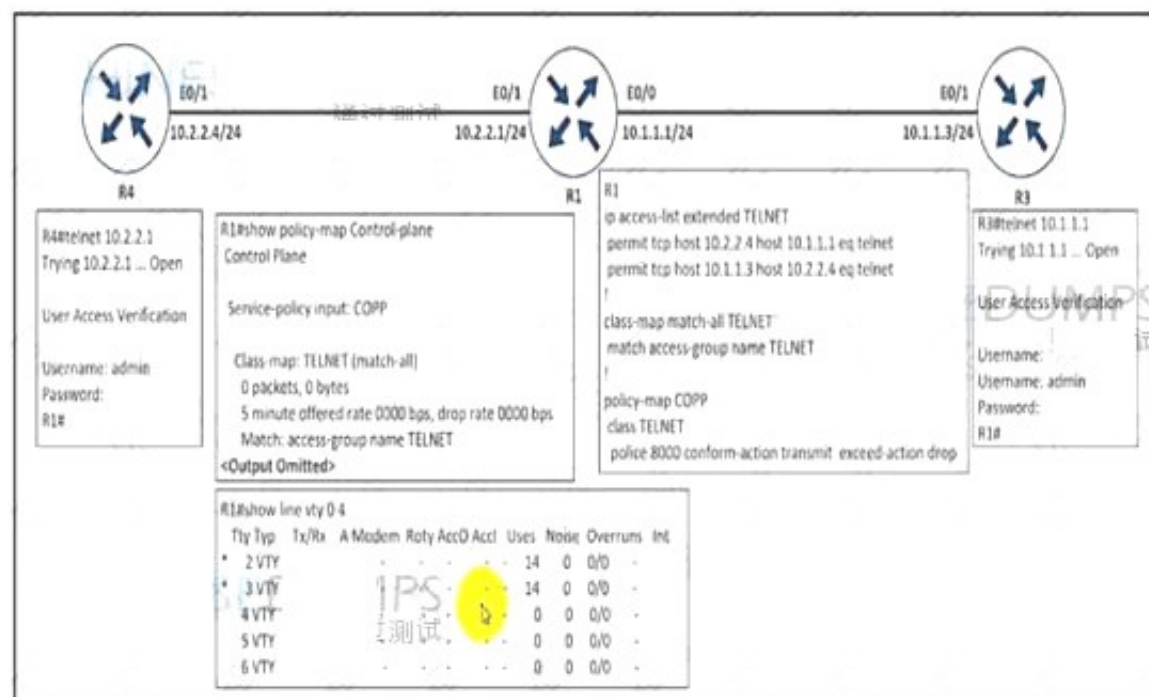 E0/1
E0/1
E0/0
E0/1
10.2.2.4/24
10.2.2.1/24
10.1.1.1/24
10.1.1.3/24
R4
R1
R3
R4#telnet 10.2.2.1
Trying 10.2.2.1 ... Open
User Access Verification
Username: admin
Password:
R1#
R1#show policy-map Control-plane
Control Plane
Service-policy input: COPP
Class-map: TELNET (match-all)
0 packets, 0 bytes
5 minute offered rate 0000 bps, drop rate 0000 bps
Match: access-group name TELNET
<Output Omitted>
R1
ip access-list extended TELNET
permit tcp host 10.2.2.4 host 10.1.1.1 eq telnet
permit tcp host 10.1.1.3 host 10.2.2.4 eq telnet
!
class-map match-all TELNET
match access-group name TELNET
!
policy-map COPP
class TELNET
police 8000 conform-action transmit exceed-action drop
R3#telnet 10.1.1.1
Trying 10.1.1.1 ... Open
User Access Verification
DUMPS
Username:
Username: admin
Password:
R1#
R1#show line vty 0 4
Tty Typ Tx/Rx A Modem Roty AccO AccI Uses Noise Overruns Int
* 2 VTY - - - - - 14 0 0/0 -
* 3 VTY - - - - - 14 0 0/0 -
4 VTY - - - - - 0 0 0/0 -
5 VTY - - - - - 0 0 0/0 -
6 VTY - - - - - 0 0 0/0 -
测试